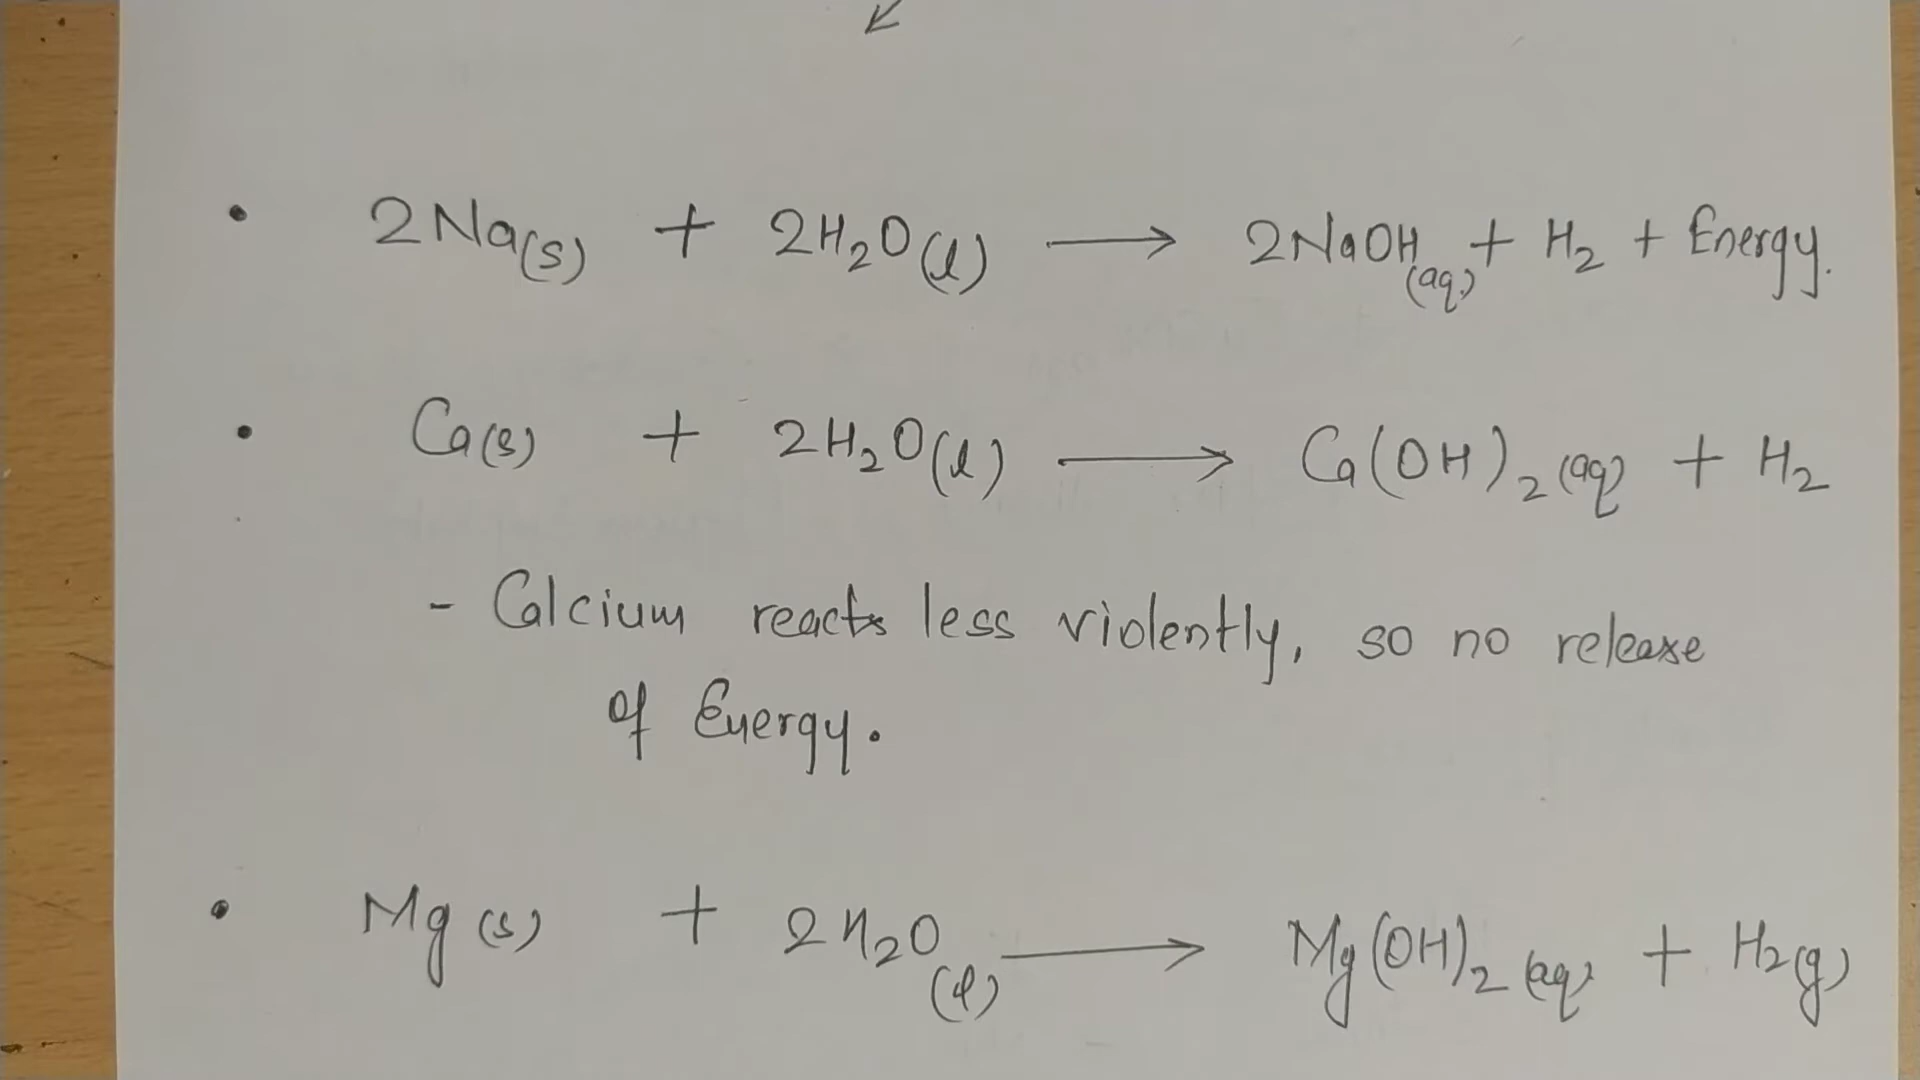 • 2Na(s) + 2H₂O(l) ⟶ 2NaOH(aq.) + H₂ + Energy.
• Ca(s) + 2H₂O(l) ⟶ Ca(OH)₂(aq) + H₂
- Calcium reacts less violently, so no release
of Energy.
• Mg(s) + 2H₂O(l) ⟶ Mg(OH)₂(aq) + H₂(g)